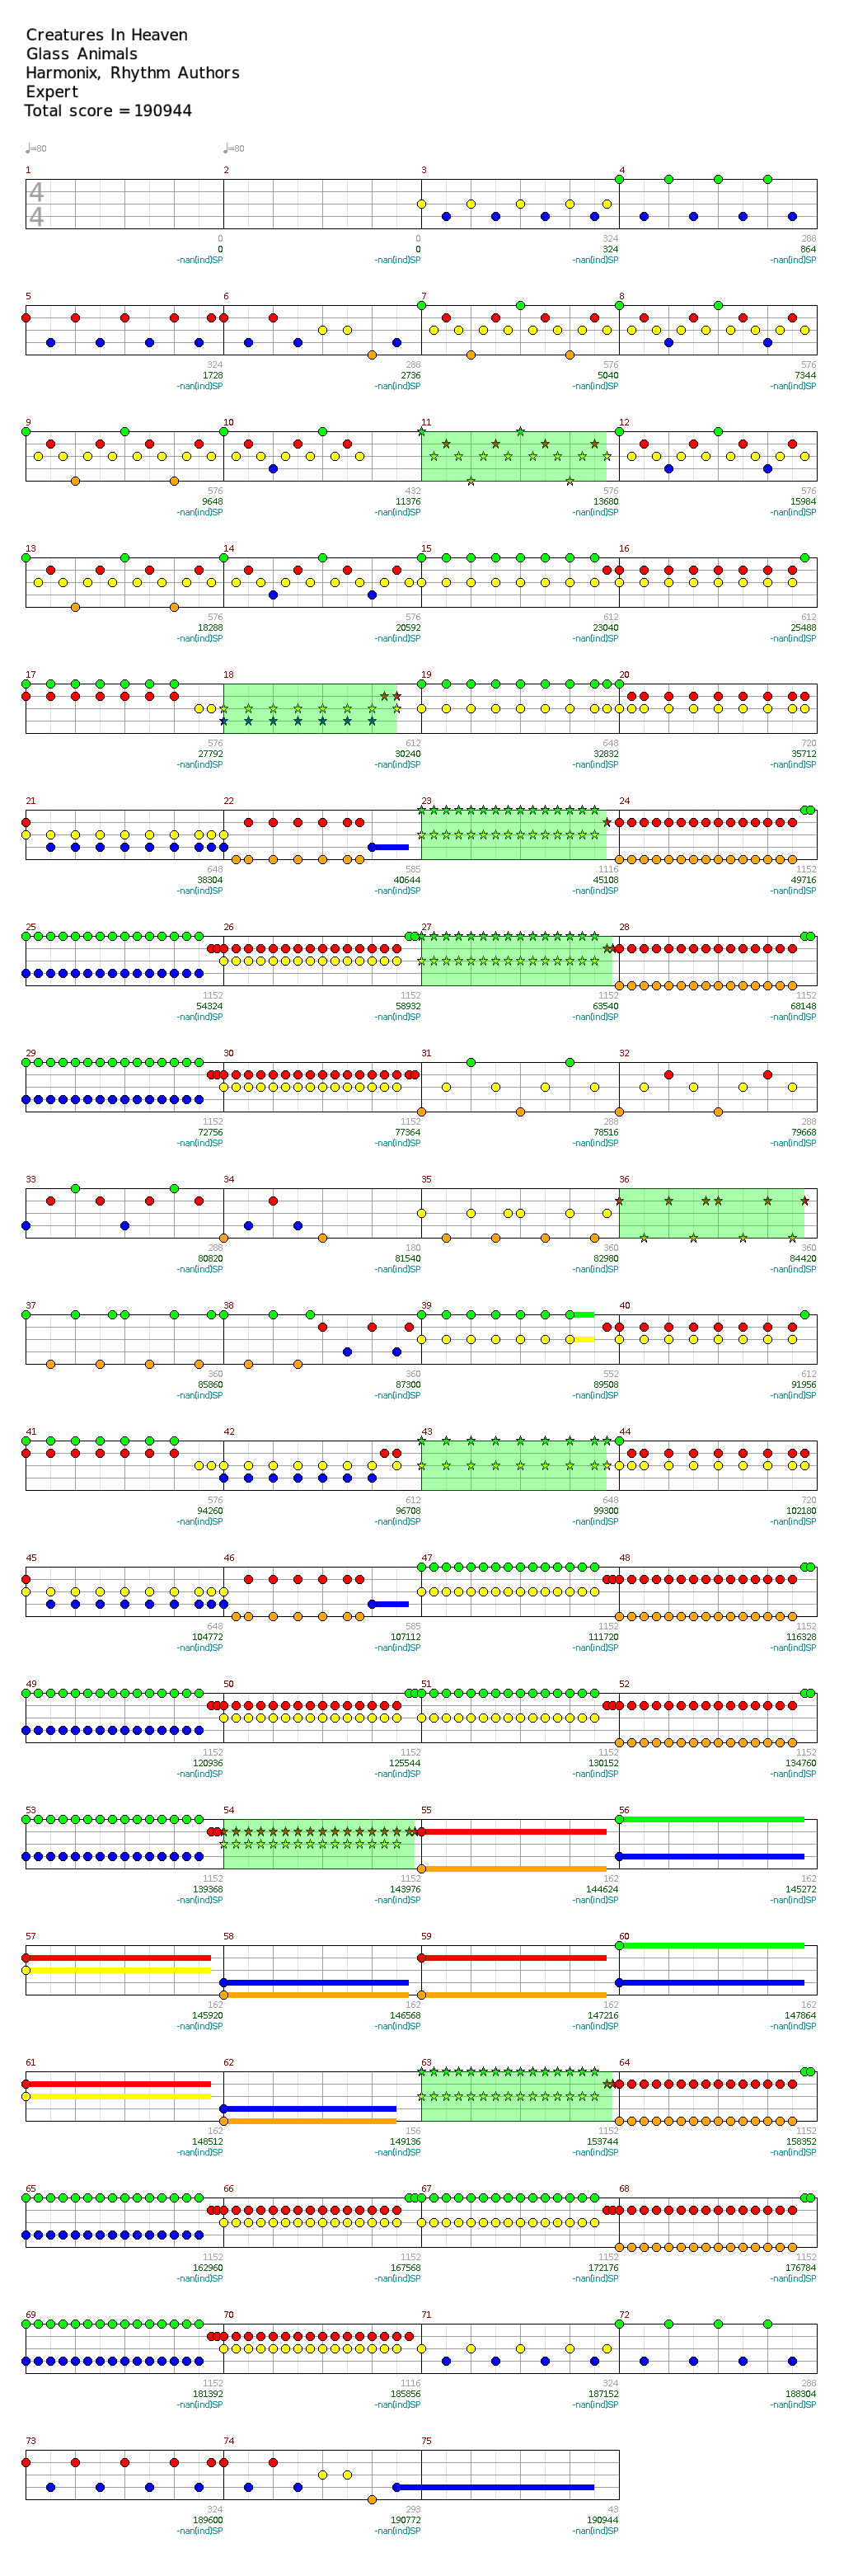 Creatures In Heaven
Glass Animals
Harmonix, Rhythm Authors
Expert
Total score = 190944
♩=80 ♩=80
1 2 3 4
4
4
0 0 324 288
0 0 324 864
-nan(ind)SP -nan(ind)SP -nan(ind)SP -nan(ind)SP
5 6 7 8
324 288 576 576
1728 2736 5040 7344
-nan(ind)SP -nan(ind)SP -nan(ind)SP -nan(ind)SP
9 10 11 12
576 432 576 576
9648 11376 13680 15984
-nan(ind)SP -nan(ind)SP -nan(ind)SP -nan(ind)SP
13 14 15 16
576 576 612 612
18288 20592 23040 25488
-nan(ind)SP -nan(ind)SP -nan(ind)SP -nan(ind)SP
17 18 19 20
576 612 648 720
27792 30240 32832 35712
-nan(ind)SP -nan(ind)SP -nan(ind)SP -nan(ind)SP
21 22 23 24
648 585 1116 1152
38304 40644 45108 49716
-nan(ind)SP -nan(ind)SP -nan(ind)SP -nan(ind)SP
25 26 27 28
1152 1152 1152 1152
54324 58932 63540 68148
-nan(ind)SP -nan(ind)SP -nan(ind)SP -nan(ind)SP
29 30 31 32
1152 1152 288 288
72756 77364 78516 79668
-nan(ind)SP -nan(ind)SP -nan(ind)SP -nan(ind)SP
33 34 35 36
288 180 360 360
80820 81540 82980 84420
-nan(ind)SP -nan(ind)SP -nan(ind)SP -nan(ind)SP
37 38 39 40
360 360 552 612
85860 87300 89508 91956
-nan(ind)SP -nan(ind)SP -nan(ind)SP -nan(ind)SP
41 42 43 44
576 612 648 720
94260 96708 99300 102180
-nan(ind)SP -nan(ind)SP -nan(ind)SP -nan(ind)SP
45 46 47 48
648 585 1152 1152
104772 107112 111720 116328
-nan(ind)SP -nan(ind)SP -nan(ind)SP -nan(ind)SP
49 50 51 52
1152 1152 1152 1152
120936 125544 130152 134760
-nan(ind)SP -nan(ind)SP -nan(ind)SP -nan(ind)SP
53 54 55 56
1152 1152 162 162
139368 143976 144624 145272
-nan(ind)SP -nan(ind)SP -nan(ind)SP -nan(ind)SP
57 58 59 60
162 162 162 162
145920 146568 147216 147864
-nan(ind)SP -nan(ind)SP -nan(ind)SP -nan(ind)SP
61 62 63 64
162 156 1152 1152
148512 149136 153744 158352
-nan(ind)SP -nan(ind)SP -nan(ind)SP -nan(ind)SP
65 66 67 68
1152 1152 1152 1152
162960 167568 172176 176784
-nan(ind)SP -nan(ind)SP -nan(ind)SP -nan(ind)SP
69 70 71 72
1152 1116 324 288
181392 185856 187152 188304
-nan(ind)SP -nan(ind)SP -nan(ind)SP -nan(ind)SP
73 74 75
324 293 43
189600 190772 190944
-nan(ind)SP -nan(ind)SP -nan(ind)SP